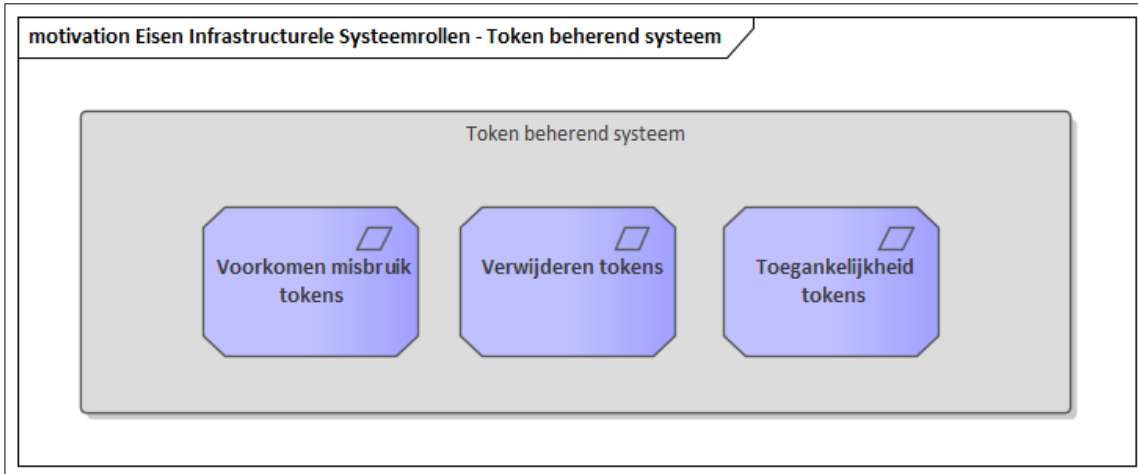 motivation Eisen Infrastructurele Systeemrollen - Token beherend systeem
Token beherend systeem
Voorkomen misbruik
tokens
Verwijderen tokens
Toegankelijkheid
tokens